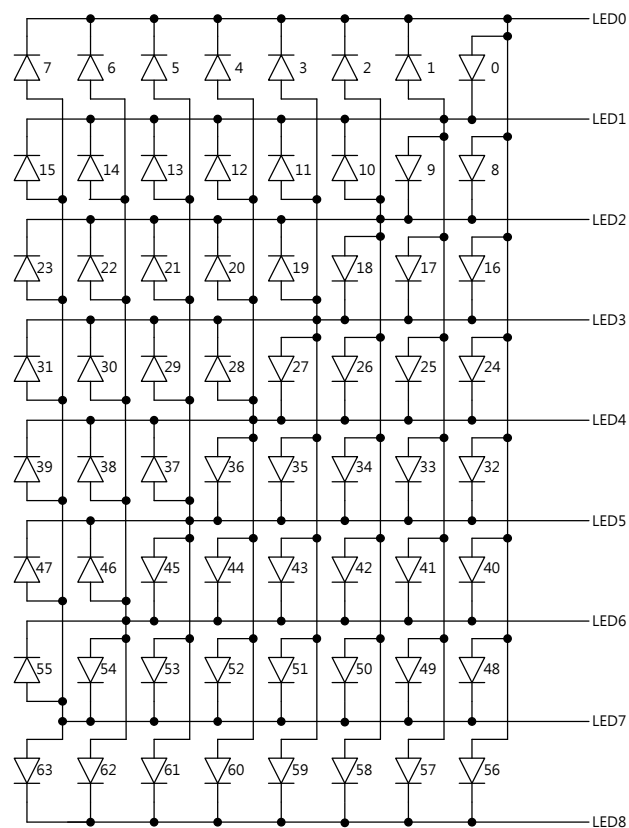 LED0
7 6 5 4 3 2 1 0
LED1
15 14 13 12 11 10 9 8
LED2
23 22 21 20 19 18 17 16
LED3
31 30 29 28 27 26 25 24
LED4
39 38 37 36 35 34 33 32
LED5
47 46 45 44 43 42 41 40
LED6
55 54 53 52 51 50 49 48
LED7
63 62 61 60 59 58 57 56
LED8